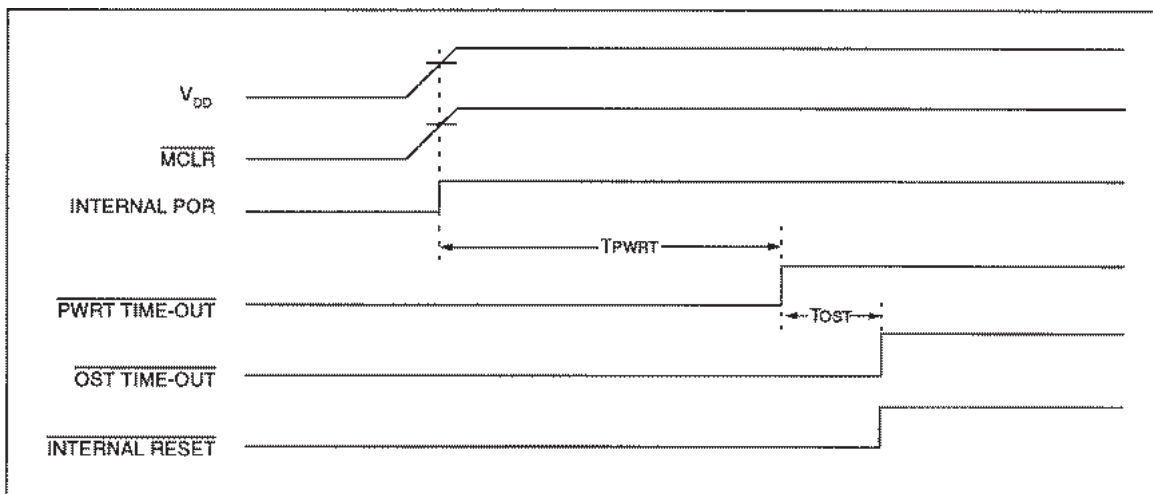 VDD
MCLR
INTERNAL POR
TPWRT
PWRT TIME-OUT
TOST
OST TIME-OUT
INTERNAL RESET